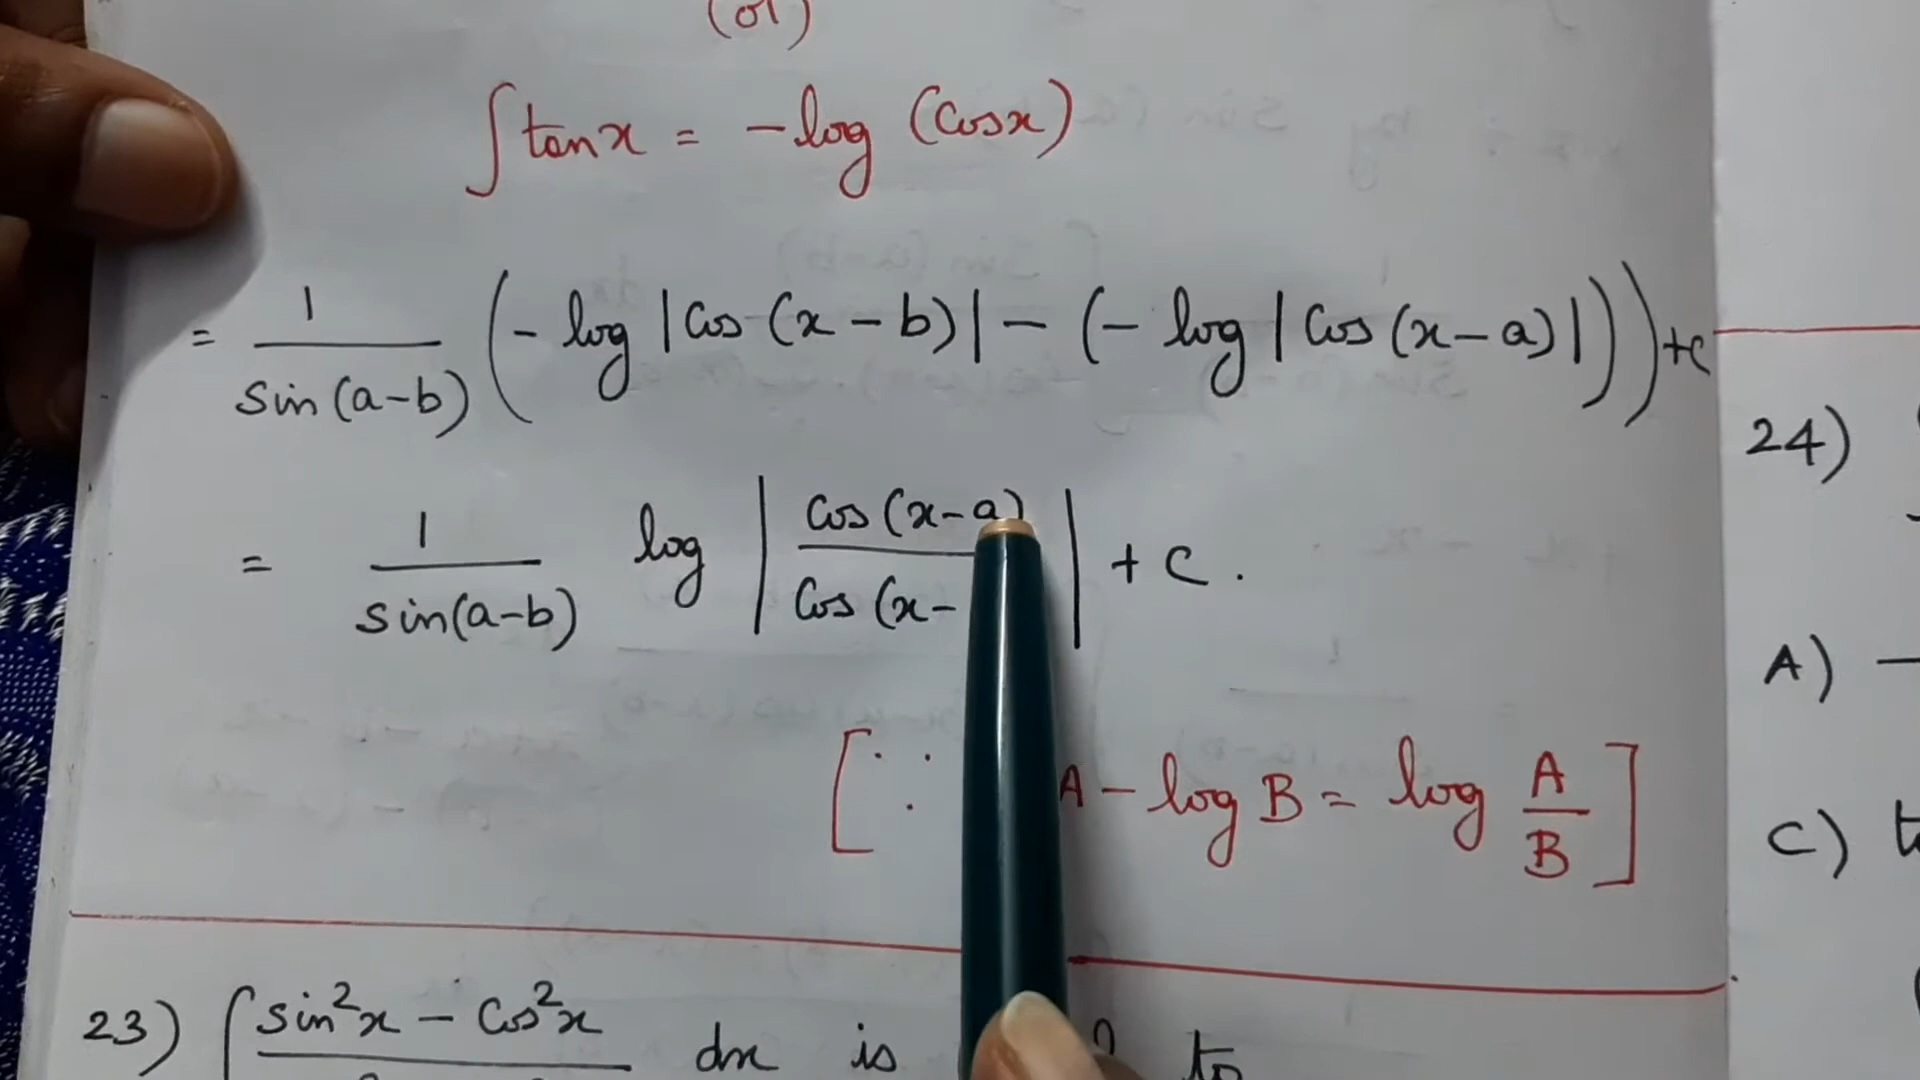 (or)
∫ tan x = -log (cos x)
= 1/sin(a-b) (-log |cos (x-b)| - (-log |cos (x-a)|)) + c
= 1/sin(a-b) log |cos (x-a)/cos (x-| + c.
[∵ A - log B = log A/B]
23) ∫ sin²x - cos²x dx is to
24)
A)
C)